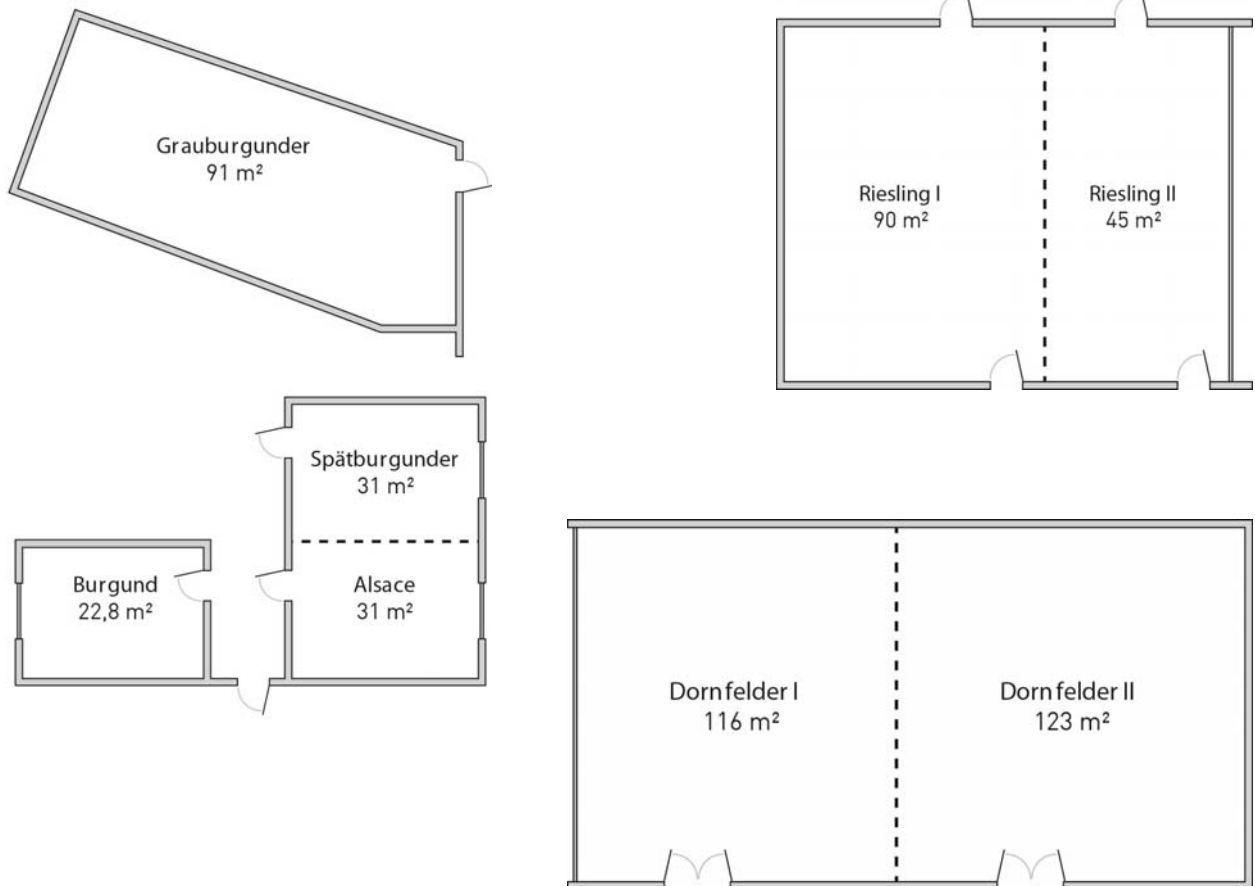 Grauburgunder
91 m²
Riesling I
90 m²
Riesling II
45 m²
Spätburgunder
31 m²
Burgund
22,8 m²
Alsace
31 m²
Dornfelder I
116 m²
Dornfelder II
123 m²